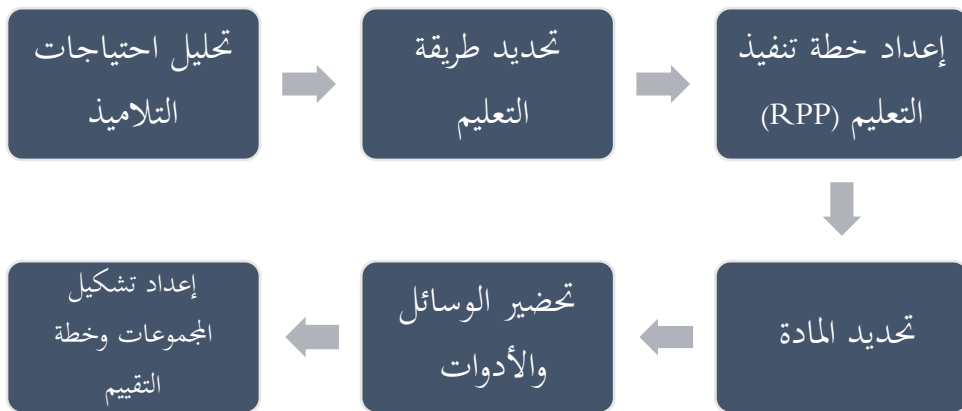 تحليل احتياجات
التلاميذ
تحديد طريقة
التعليم
إعداد خطة تنفيذ
التعليم (RPP)
تحديد المادة
تحضير الوسائل
والأدوات
إعداد تشكيل
المجموعات وخطة
التقييم